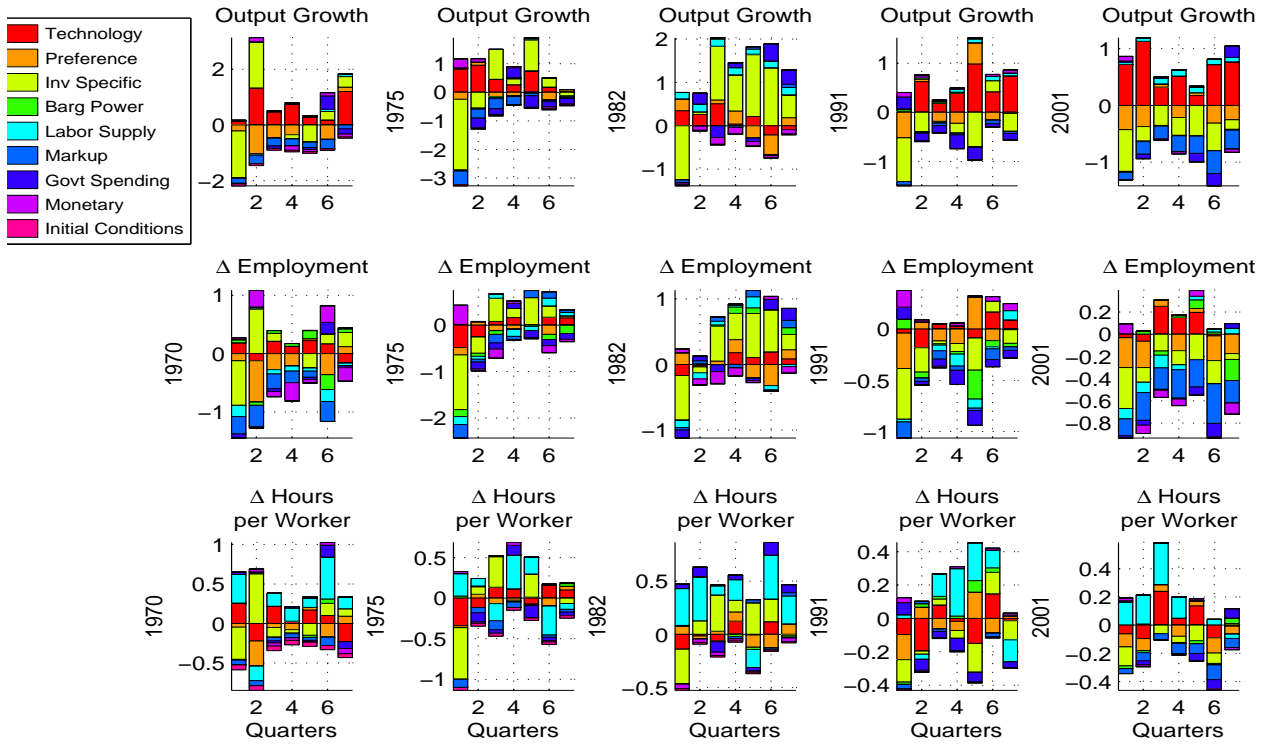 Technology
Preference
Inv Specific
Barg Power
Labor Supply
Markup
Govt Spending
Monetary
Initial Conditions
Output Growth
2
0
−2
2 4 6
Output Growth
1975
1
0
−1
−2
−3
2 4 6
Output Growth
1982
2
1
0
−1
2 4 6
Output Growth
1991
1
0
−1
2 4 6
Output Growth
2001
1
0
−1
2 4 6
Δ Employment
1970
1
0
−1
2 4 6
Δ Employment
1975
0
−1
−2
2 4 6
Δ Employment
1982
1
0
−1
2 4 6
Δ Employment
1991
0
−0.5
−1
2 4 6
Δ Employment
2001
0.2
0
−0.2
−0.4
−0.6
−0.8
2 4 6
Δ Hours
per Worker
1970
1
0.5
0
−0.5
2 4 6
Quarters
Δ Hours
per Worker
1975
0.5
0
−0.5
−1
2 4 6
Quarters
Δ Hours
per Worker
1982
0.5
0
−0.5
2 4 6
Quarters
Δ Hours
per Worker
1991
0.4
0.2
0
−0.2
−0.4
2 4 6
Quarters
Δ Hours
per Worker
2001
0.4
0.2
0
−0.2
−0.4
2 4 6
Quarters